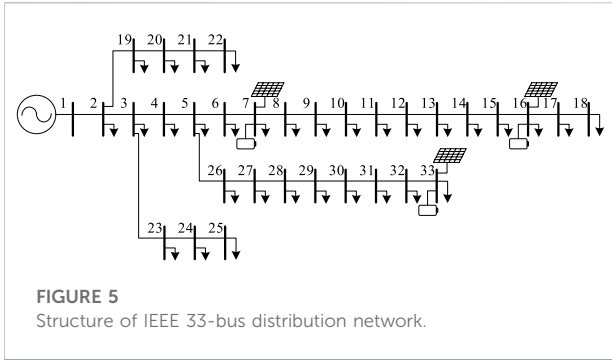 19 20 21 22
1 2 3 4 5 6 7 8 9 10 11 12 13 14 15 16 17 18
26 27 28 29 30 31 32 33
23 24 25
FIGURE 5
Structure of IEEE 33-bus distribution network.